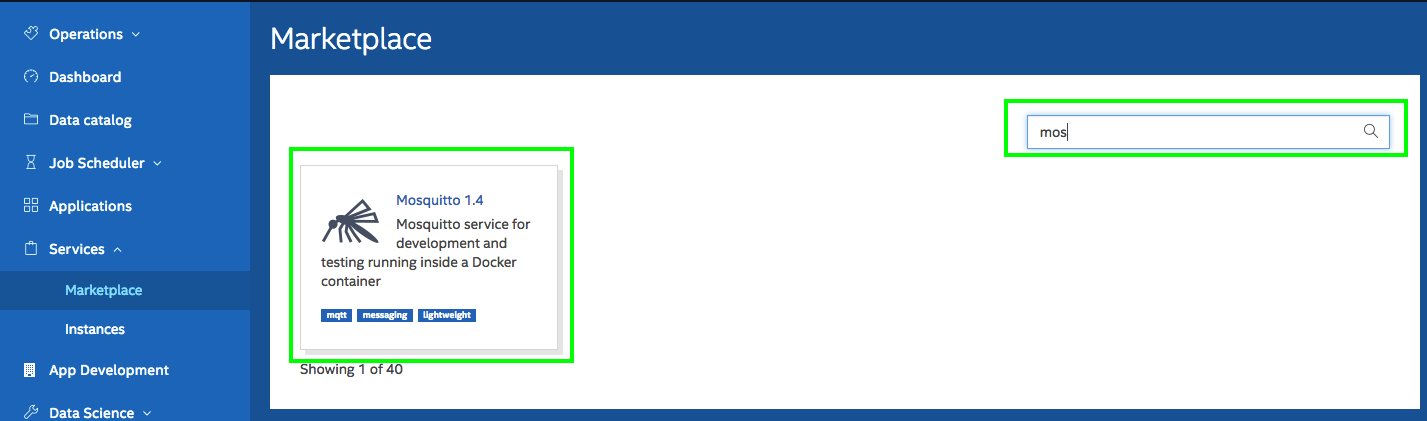 Operations
Dashboard
Data catalog
Job Scheduler
Applications
Services
Marketplace
Instances
App Development
Data Science
Marketplace
mos
Mosquitto 1.4
Mosquitto service for
development and
testing running inside a Docker
container
mqtt messaging lightweight
Showing 1 of 40